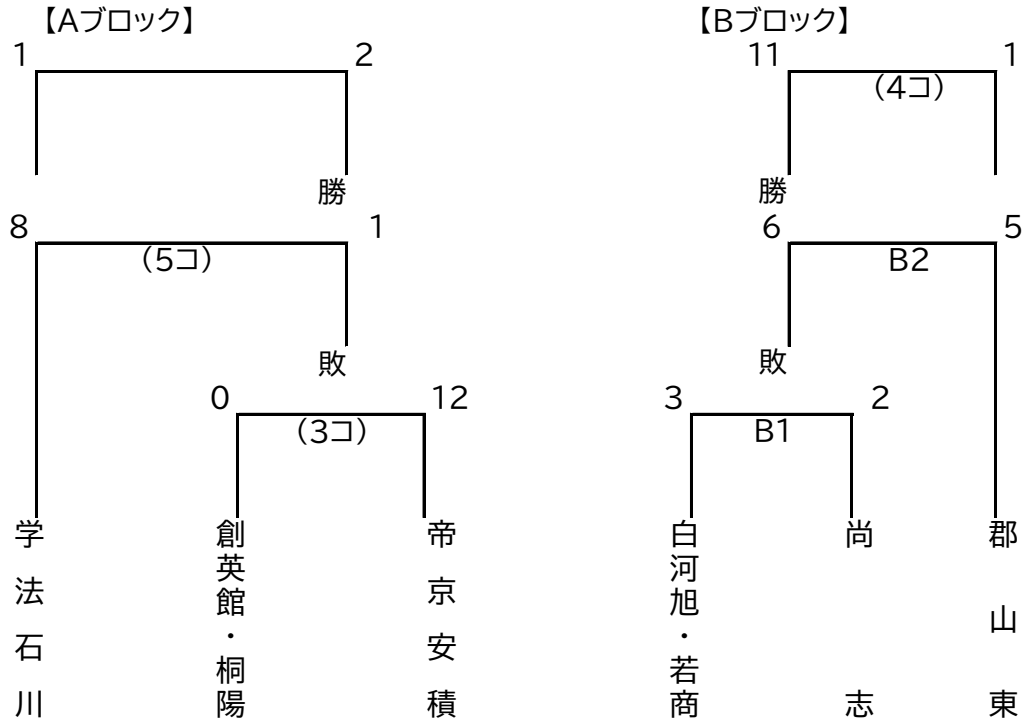 【Aブロック】
1 2
勝
8 1
(5コ)
敗
0 12
(3コ)
学法石川
創英館・桐陽
帝京安積
【Bブロック】
11 1
(4コ)
勝
6 5
B2
敗
3 2
B1
白河旭・若商
尚志
郡山東